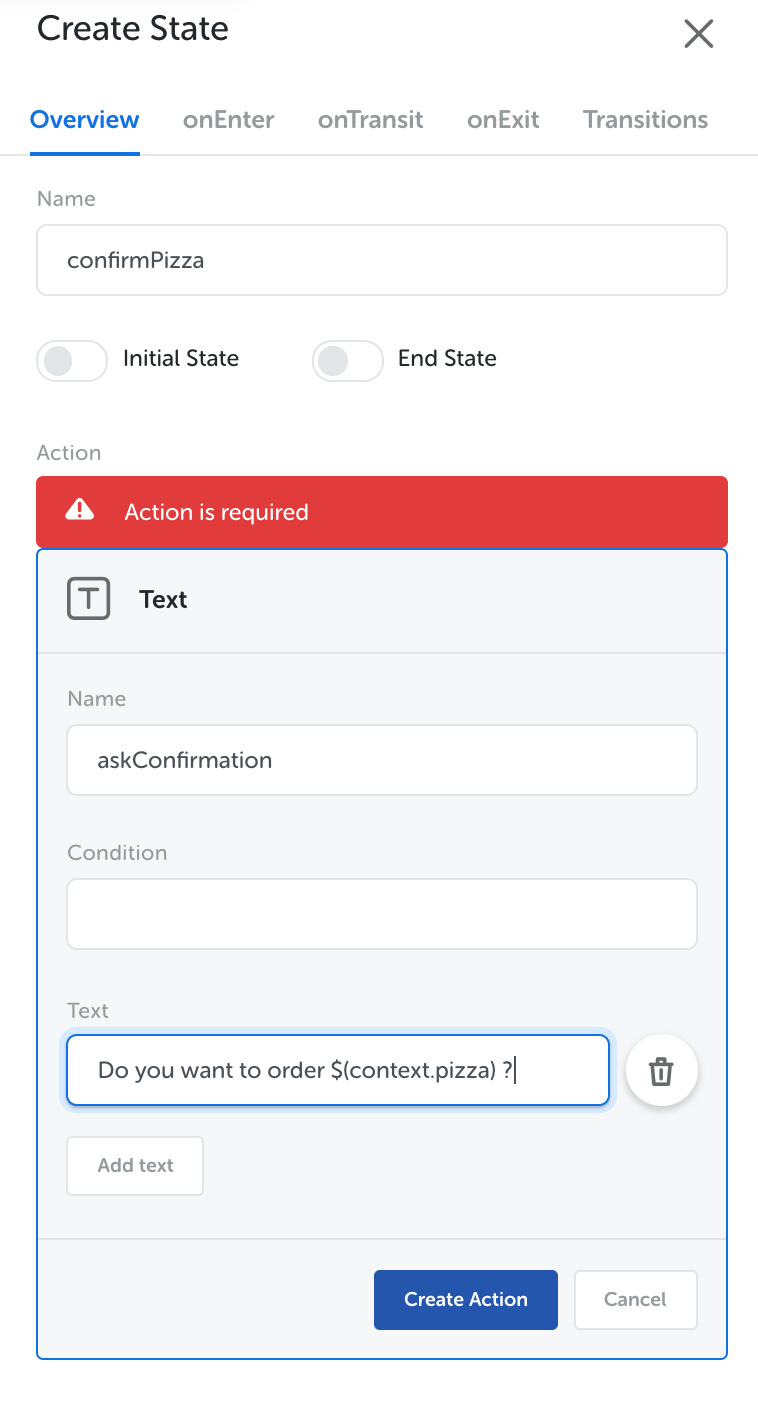 Create State
Overview onEnter onTransit onExit Transitions
Name
confirmPizza
Initial State End State
Action
Action is required
T Text
Name
askConfirmation
Condition
Text
Do you want to order $(context.pizza) ?
Add text
Create Action Cancel